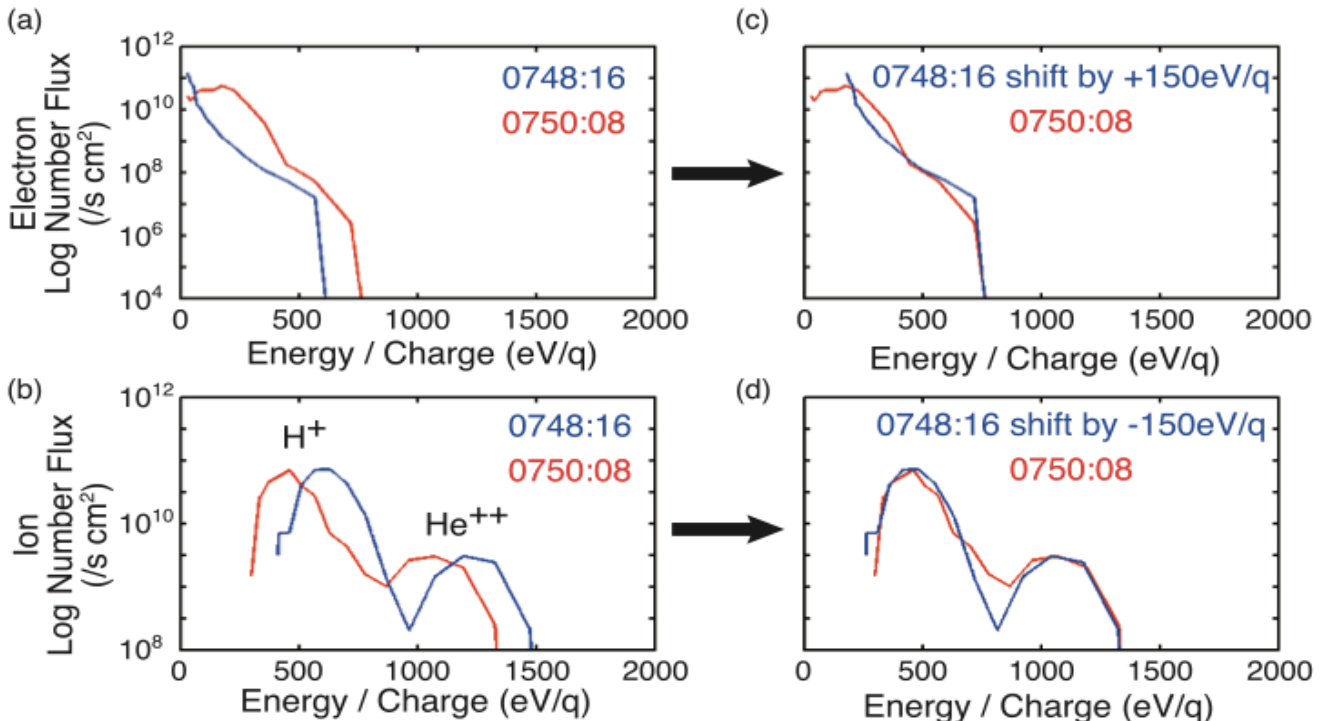 (a)
Electron
Log Number Flux
(/s cm²)
10¹²
10¹⁰
10⁸
10⁶
10⁴
0748:16
0750:08
0 500 1000 1500 2000
Energy / Charge (eV/q)
(c)
0748:16 shift by +150eV/q
0750:08
0 500 1000 1500 2000
Energy / Charge (eV/q)
(b)
Ion
Log Number Flux
(/s cm²)
10¹²
10¹⁰
10⁸
H⁺
He⁺⁺
0748:16
0750:08
0 500 1000 1500 2000
Energy / Charge (eV/q)
(d)
0748:16 shift by -150eV/q
0750:08
0 500 1000 1500 2000
Energy / Charge (eV/q)